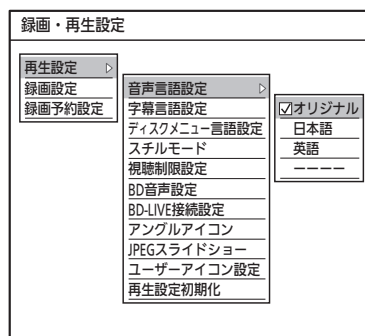 録画・再生設定
再生設定
録画設定
録画予約設定
音声言語設定
字幕言語設定
ディスクメニュー言語設定
スチルモード
視聴制限設定
BD音声設定
BD-LIVE接続設定
アングルアイコン
JPEGスライドショー
ユーザーアイコン設定
再生設定初期化
オリジナル
日本語
英語
ーーーー